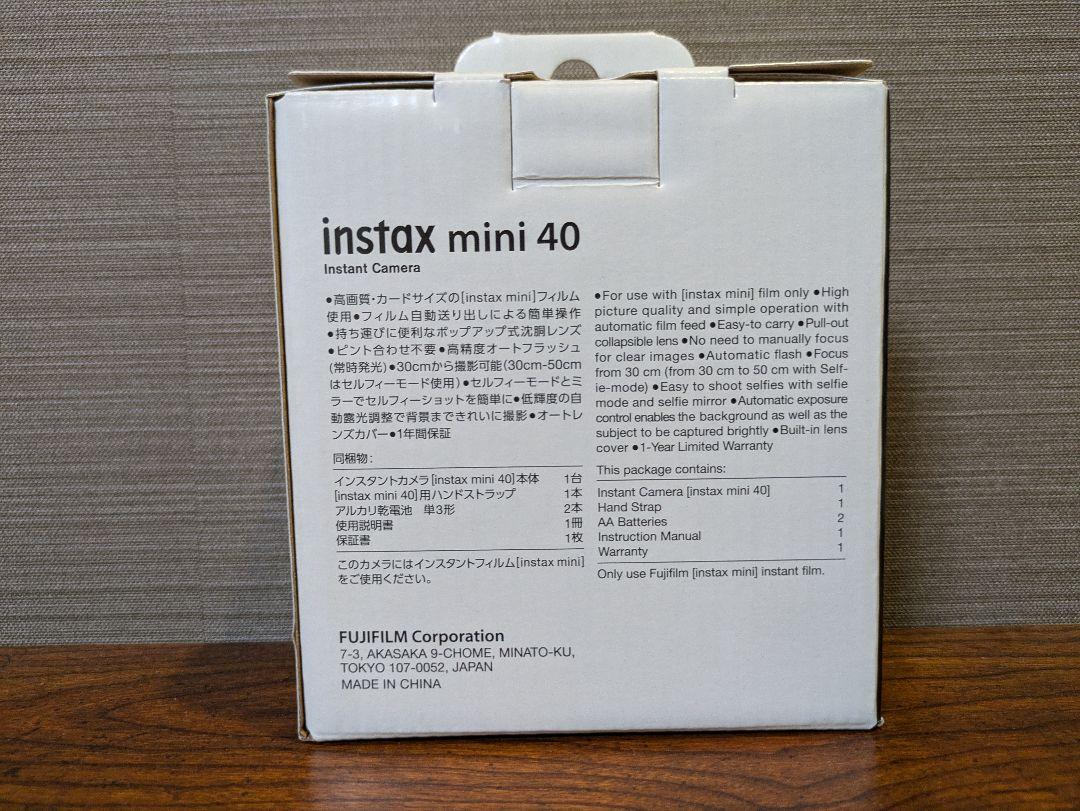 instax mini 40
Instant Camera
●高画質・カードサイズの[instax mini]フィルム
使用●フィルム自動送り出しによる簡単操作
●持ち運びに便利なポップアップ式沈胴レンズ
●ピント合わせ不要●高精度オートフラッシュ
(常時発光)●30cmから撮影可能(30cm-50cm
はセルフィーモード使用)●セルフィーモードとミ
ラーでセルフィーショットを簡単に●低輝度の自
動露光調整で背景まできれいに撮影●オートレ
ンズカバー●1年間保証
同梱物:
インスタントカメラ[instax mini 40]本体 1台
[instax mini 40]用ハンドストラップ 1本
アルカリ乾電池 単3形 2本
使用説明書 1冊
保証書 1枚
このカメラにはインスタントフィルム[instax mini]
をご使用ください。
●For use with [instax mini] film only ●High
picture quality and simple operation with
automatic film feed ●Easy-to carry ●Pull-out
collapsible lens ●No need to manually focus
for clear images ●Automatic flash ●Focus
from 30 cm (from 30 cm to 50 cm with Self-
ie-mode) ●Easy to shoot selfies with selfie
mode and selfie mirror ●Automatic exposure
control enables the background as well as the
subject to be captured brightly ●Built-in lens
cover ●1-Year Limited Warranty
This package contains:
Instant Camera [instax mini 40] 1
Hand Strap 1
AA Batteries 2
Instruction Manual 1
Warranty 1
Only use Fujifilm [instax mini] instant film.
FUJIFILM Corporation
7-3, AKASAKA 9-CHOME, MINATO-KU,
TOKYO 107-0052, JAPAN
MADE IN CHINA